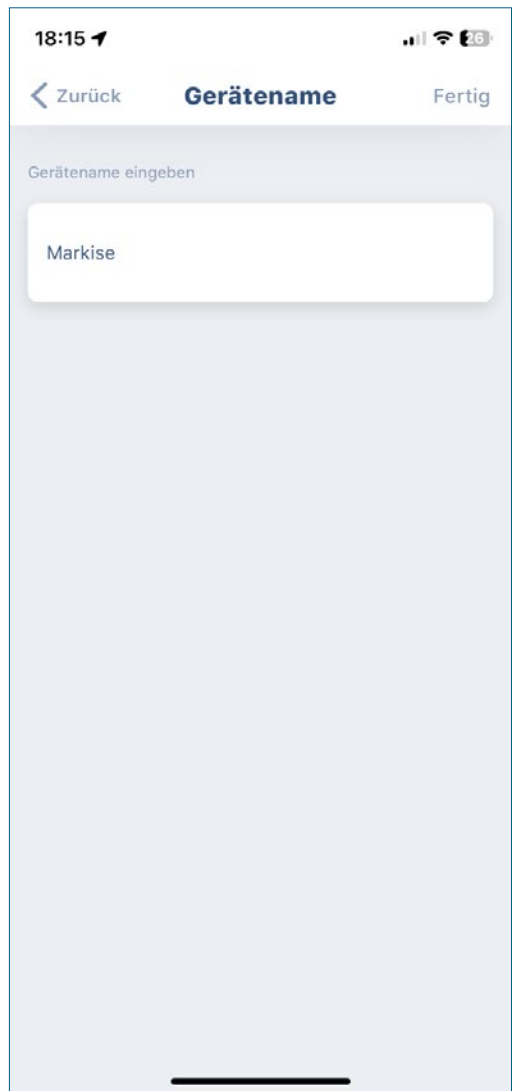 18:15
26
Zurück
Gerätename
Fertig
Gerätename eingeben
Markise